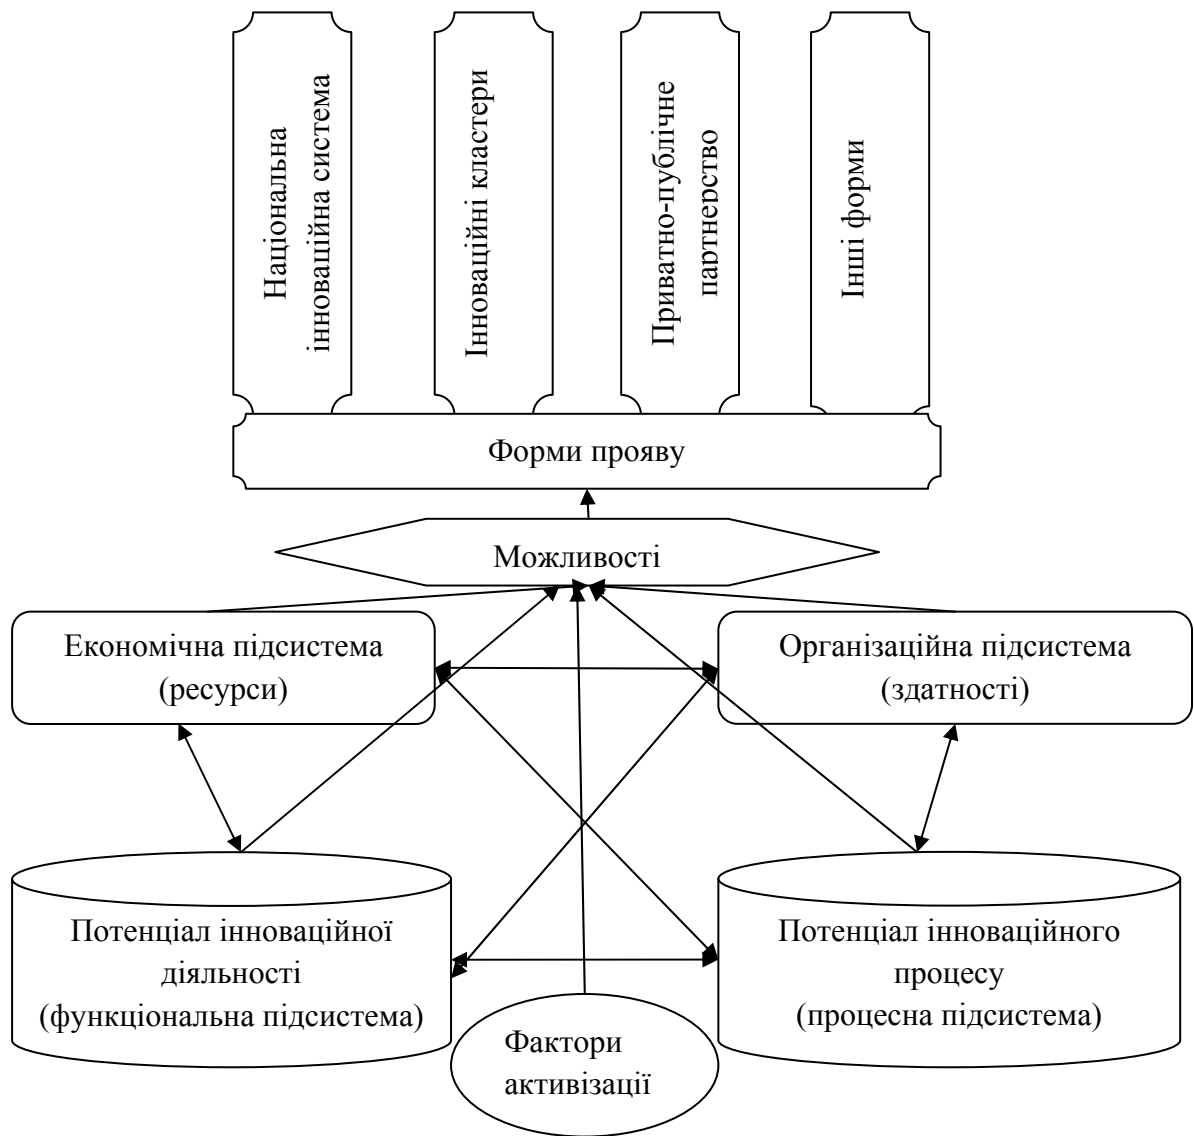 Національна
інноваційна система
Інноваційні кластери
Приватно-публічне
партнерство
Інші форми
Форми прояву
Можливості
Економічна підсистема
(ресурси)
Організаційна підсистема
(здатності)
Потенціал інноваційної
діяльності
(функціональна підсистема)
Потенціал інноваційного
процесу
(процесна підсистема)
Фактори
активізації